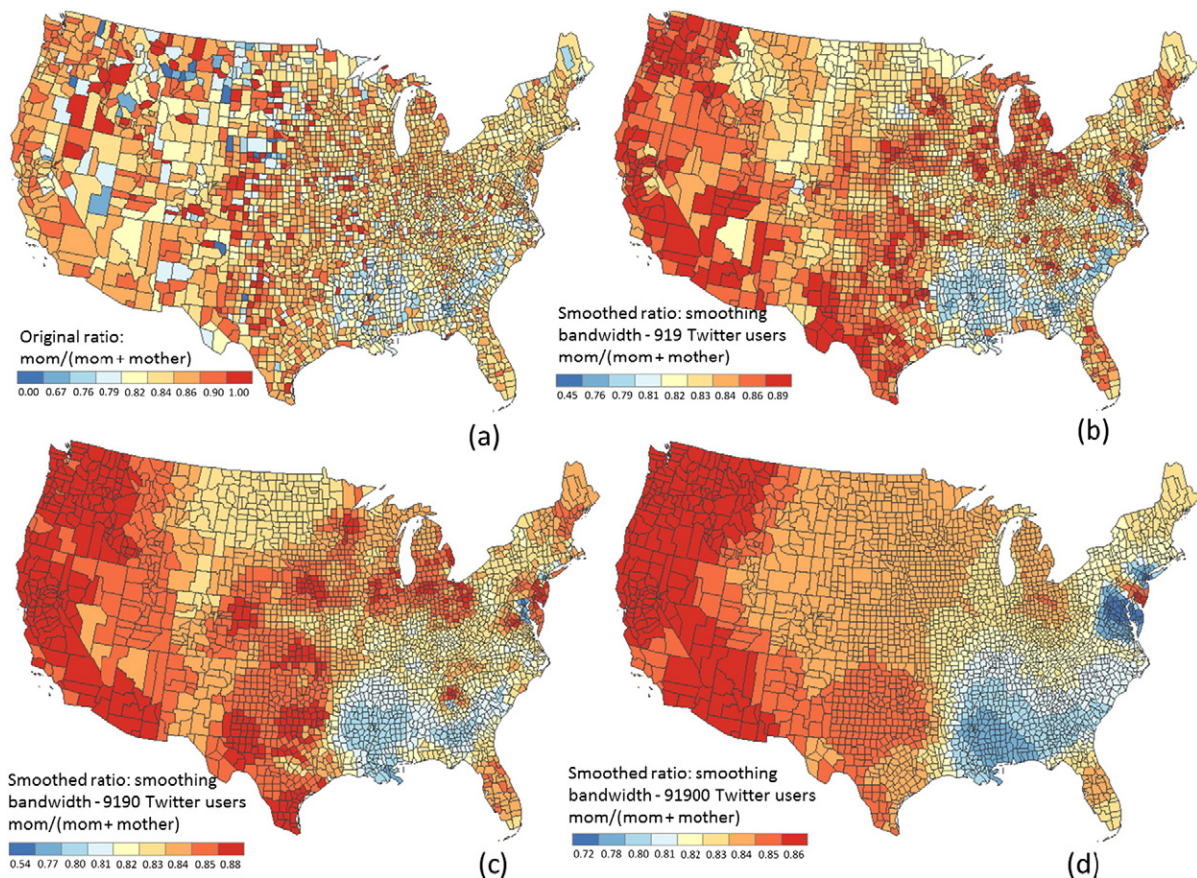 Original ratio:
mom/(mom + mother)
0.00 0.67 0.76 0.79 0.82 0.84 0.86 0.90 1.00
(a)
Smoothed ratio: smoothing
bandwidth - 919 Twitter users
mom/(mom + mother)
0.45 0.76 0.79 0.81 0.82 0.83 0.84 0.86 0.89
(b)
Smoothed ratio: smoothing
bandwidth - 9190 Twitter users
mom/(mom + mother)
0.54 0.77 0.80 0.81 0.82 0.83 0.84 0.85 0.88
(c)
Smoothed ratio: smoothing
bandwidth - 91900 Twitter users
mom/(mom + mother)
0.72 0.78 0.80 0.81 0.82 0.83 0.84 0.85 0.86
(d)